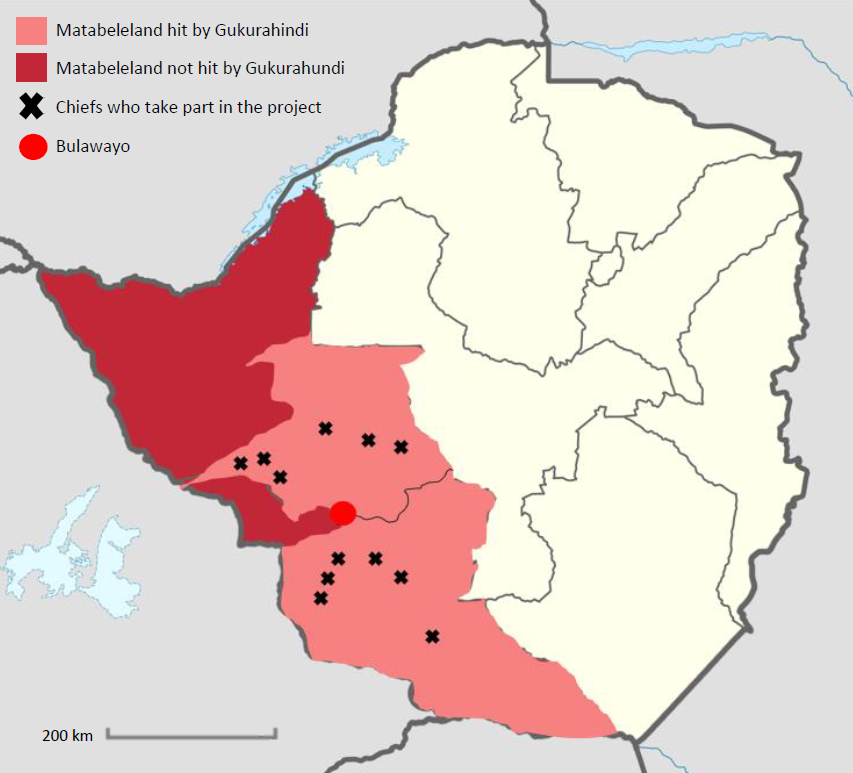 Matabeleland hit by Gukurahindi
Matabeleland not hit by Gukurahundi
Chiefs who take part in the project
Bulawayo
200 km